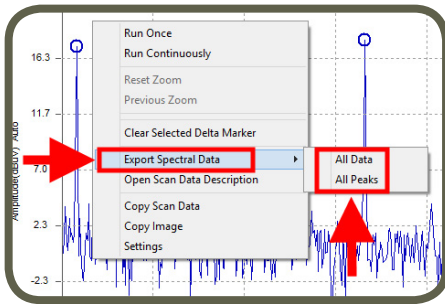 Amplitude(dBuV) Auto
16.3
11.7
7.0
2.3
-2.3
Run Once
Run Continuously
Reset Zoom
Previous Zoom
Clear Selected Delta Marker
Export Spectral Data
Open Scan Data Description
Copy Scan Data
Copy Image
Settings
All Data
All Peaks